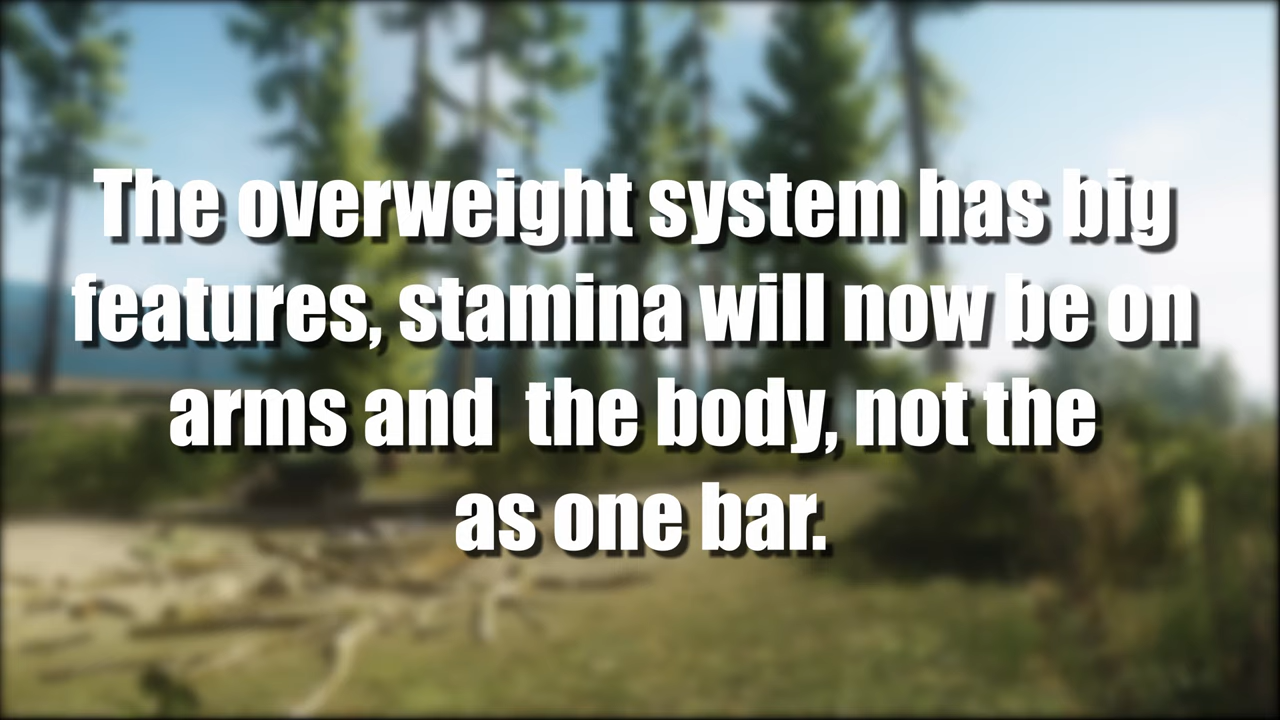 The overweight system has big
features, stamina will now be on
arms and  the body, not the
as one bar.